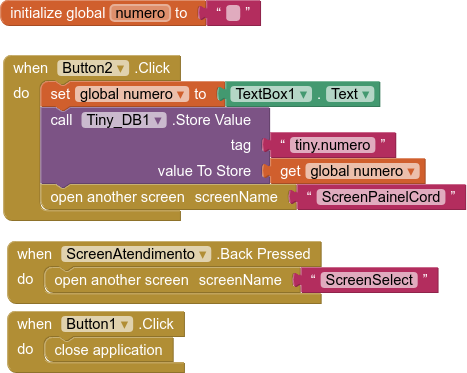 initialize global numero to " "
when Button2 .Click
do set global numero to TextBox1 . Text
call Tiny_DB1 .Store Value
tag " tiny.numero "
value To Store get global numero
open another screen screenName " ScreenPainelCord "
when ScreenAtendimento .Back Pressed
do open another screen screenName " ScreenSelect "
when Button1 .Click
do close application